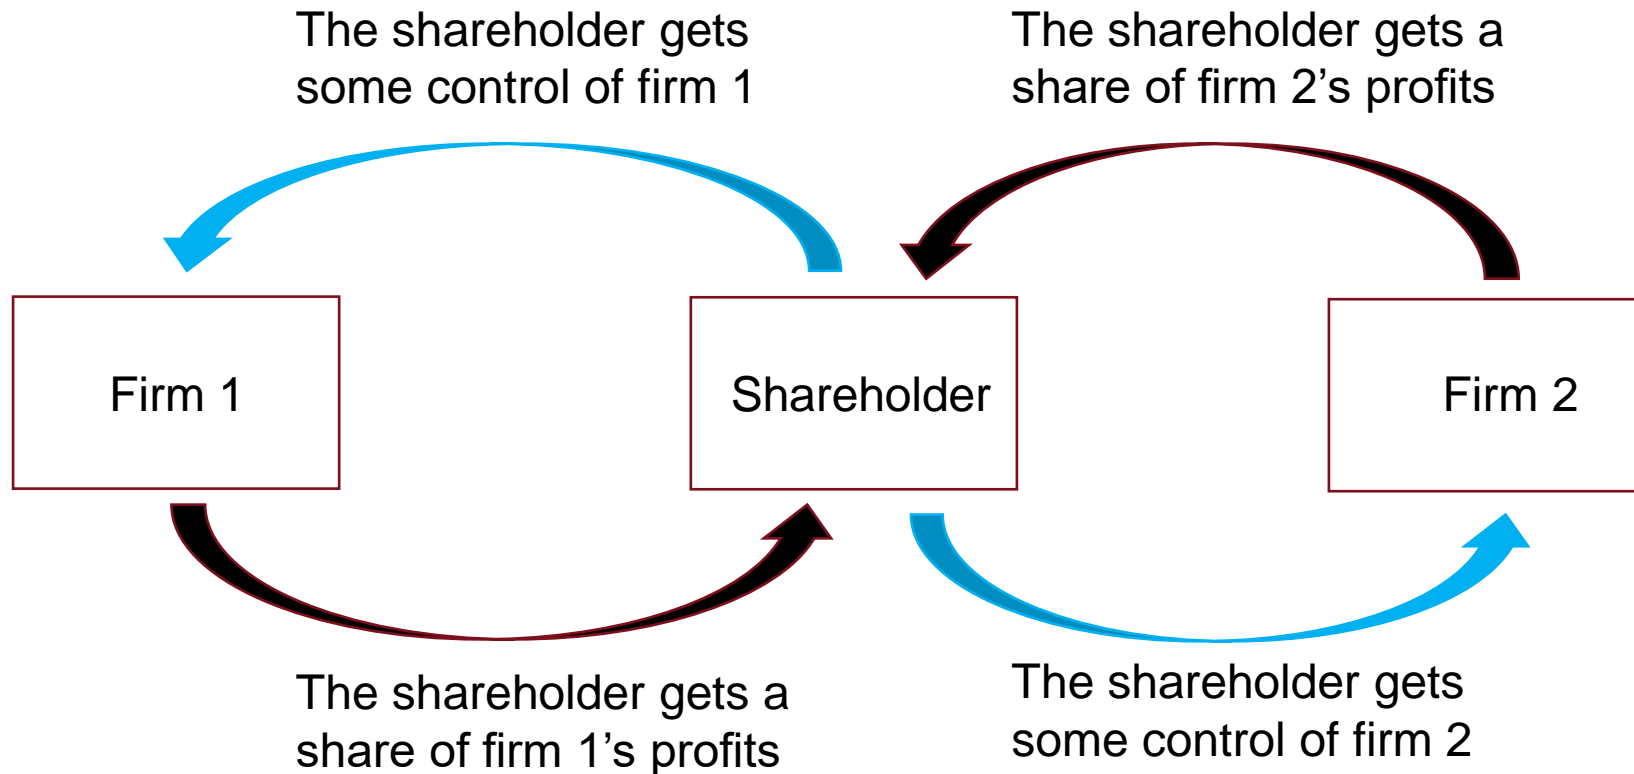 The shareholder gets
some control of firm 1
The shareholder gets a
share of firm 2’s profits
Firm 1
Shareholder
Firm 2
The shareholder gets a
share of firm 1’s profits
The shareholder gets
some control of firm 2